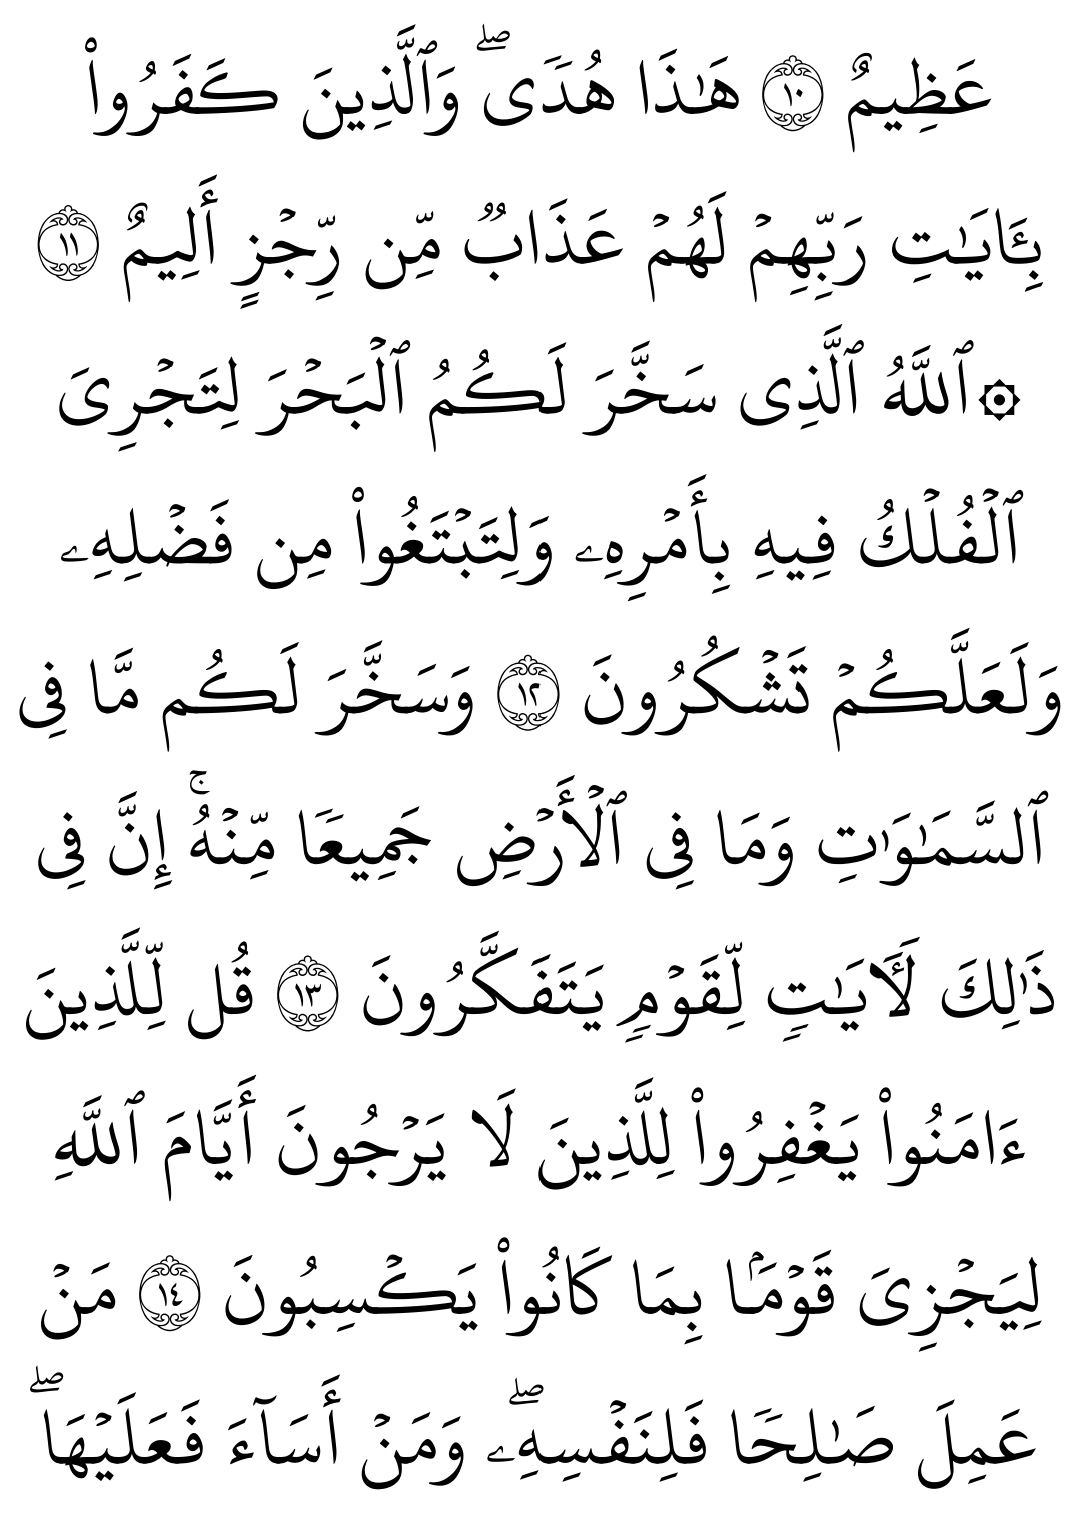 عَظِيمٌ ١٠ هَـٰذَا هُدٗىۖ وَٱلَّذِينَ كَفَرُواْ
بِـَٔايَٰتِ رَبِّهِمۡ لَهُمۡ عَذَابٞ مِّن رِّجۡزٍ أَلِيمٌ ١١
۞ٱللَّهُ ٱلَّذِي سَخَّرَ لَكُمُ ٱلۡبَحۡرَ لِتَجۡرِيَ
ٱلۡفُلۡكُ فِيهِ بِأَمۡرِهِۦ وَلِتَبۡتَغُواْ مِن فَضۡلِهِۦ
وَلَعَلَّكُمۡ تَشۡكُرُونَ ١٢ وَسَخَّرَ لَكُم مَّا فِي
ٱلسَّمَٰوَٰتِ وَمَا فِي ٱلۡأَرۡضِ جَمِيعٗا مِّنۡهُۚ إِنَّ فِي
ذَٰلِكَ لَأٓيَٰتٖ لِّقَوۡمٖ يَتَفَكَّرُونَ ١٣ قُل لِّلَّذِينَ
ءَامَنُواْ يَغۡفِرُواْ لِلَّذِينَ لَا يَرۡجُونَ أَيَّامَ ٱللَّهِ
لِيَجۡزِيَ قَوۡمَۢا بِمَا كَانُواْ يَكۡسِبُونَ ١٤ مَنۡ
عَمِلَ صَٰلِحٗا فَلِنَفۡسِهِۦۖ وَمَنۡ أَسَآءَ فَعَلَيۡهَاۖ